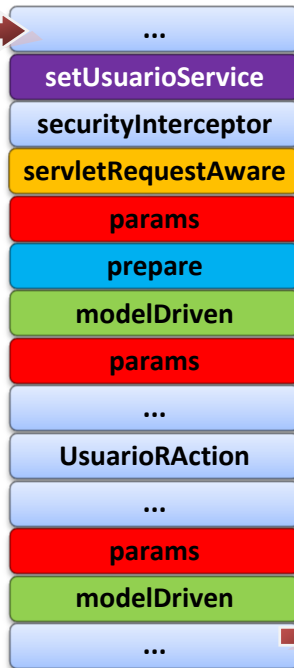 ...
setUsuarioService
securityInterceptor
servletRequestAware
params
prepare
modelDriven
params
...
UsuarioRAction
...
params
modelDriven
...